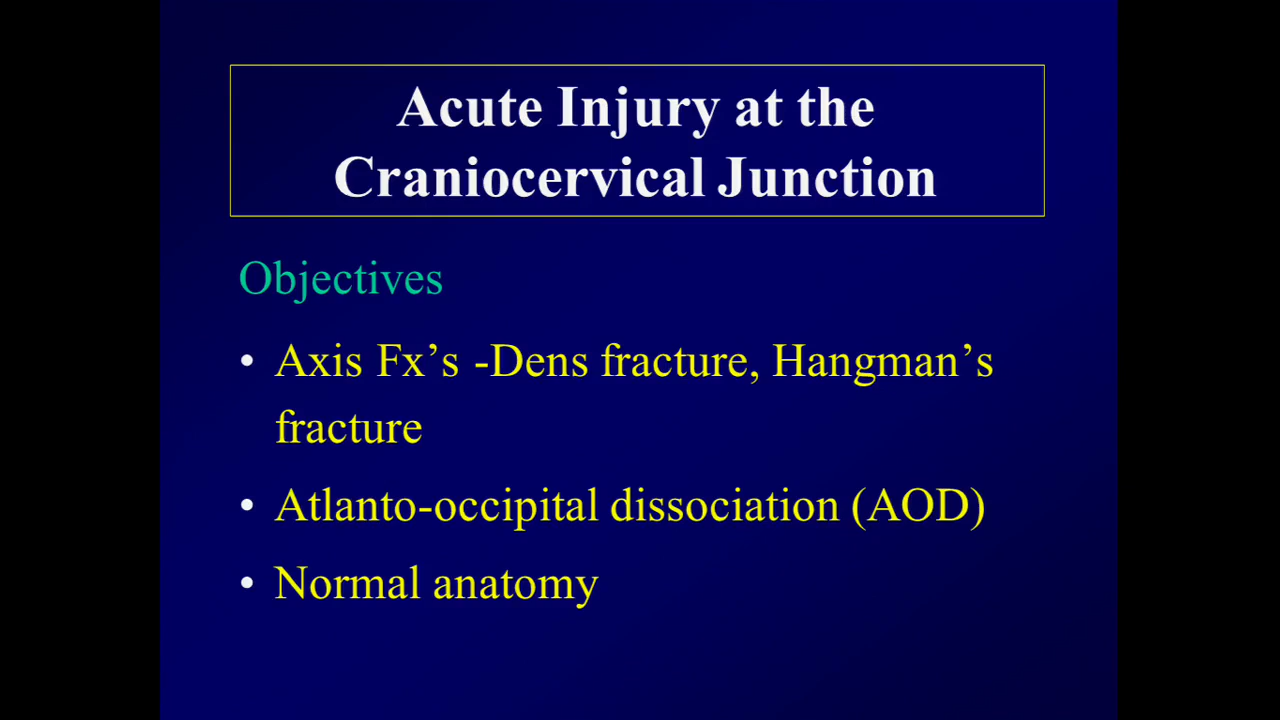 Acute Injury at the
Craniocervical Junction
Objectives
• Axis Fx’s -Dens fracture, Hangman’s
fracture
• Atlanto-occipital dissociation (AOD)
• Normal anatomy